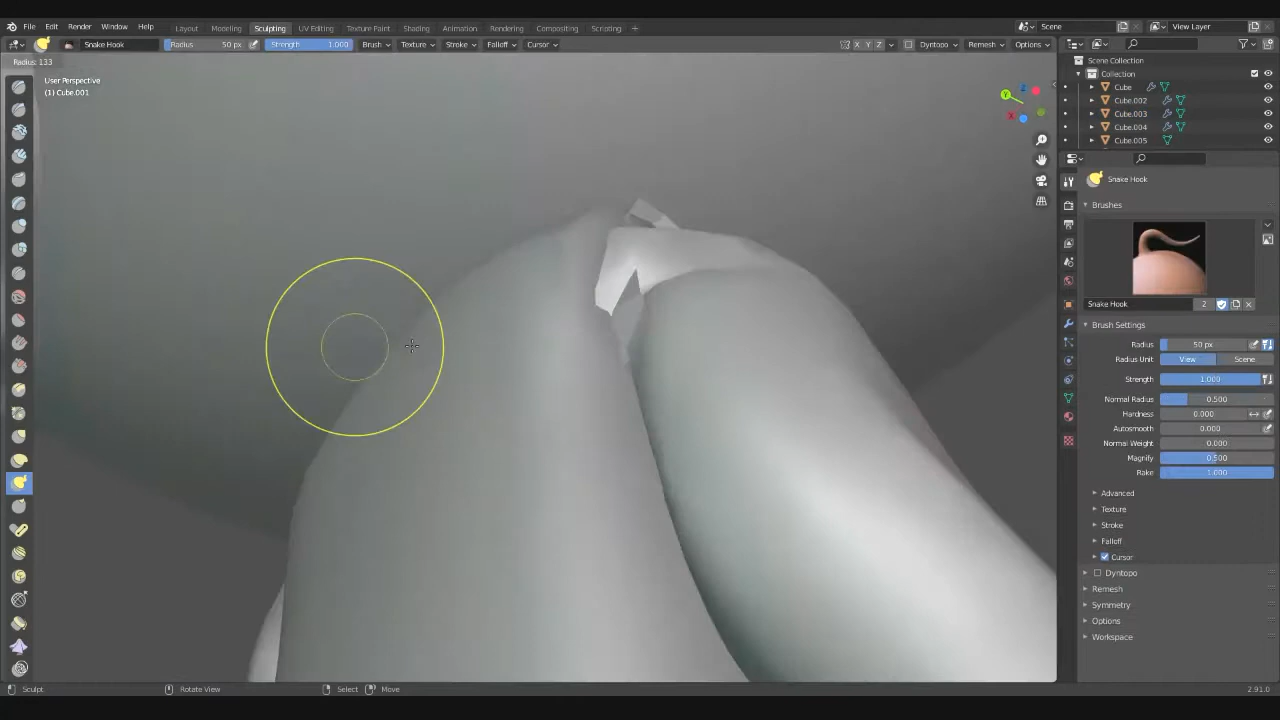 File Edit Render Window Help Layout Modeling Sculpting UV Editing Texture Paint Shading Animation Rendering Compositing Scripting + Scene View Layer
Snake Hook Radius 50 px Strength 1.000 Brush Texture Stroke Falloff Cursor X Y Z Dyntopo Remesh Options
Radius: 133
User Perspective
(1) Cube.001
Y
X
Scene Collection
Collection
Cube
Cube.002
Cube.003
Cube.004
Cube.005
Snake Hook
Brushes
Snake Hook 2
Brush Settings
Radius 50 px
Radius Unit View Scene
Strength 1.000
Normal Radius 0.500
Hardness 0.000
Autosmooth 0.000
Normal Weight 0.000
Magnify 0.500
Rake 1.000
Advanced
Texture
Stroke
Falloff
Cursor
Dyntopo
Remesh
Symmetry
Options
Workspace
Sculpt Rotate View Select Move 2.91.0